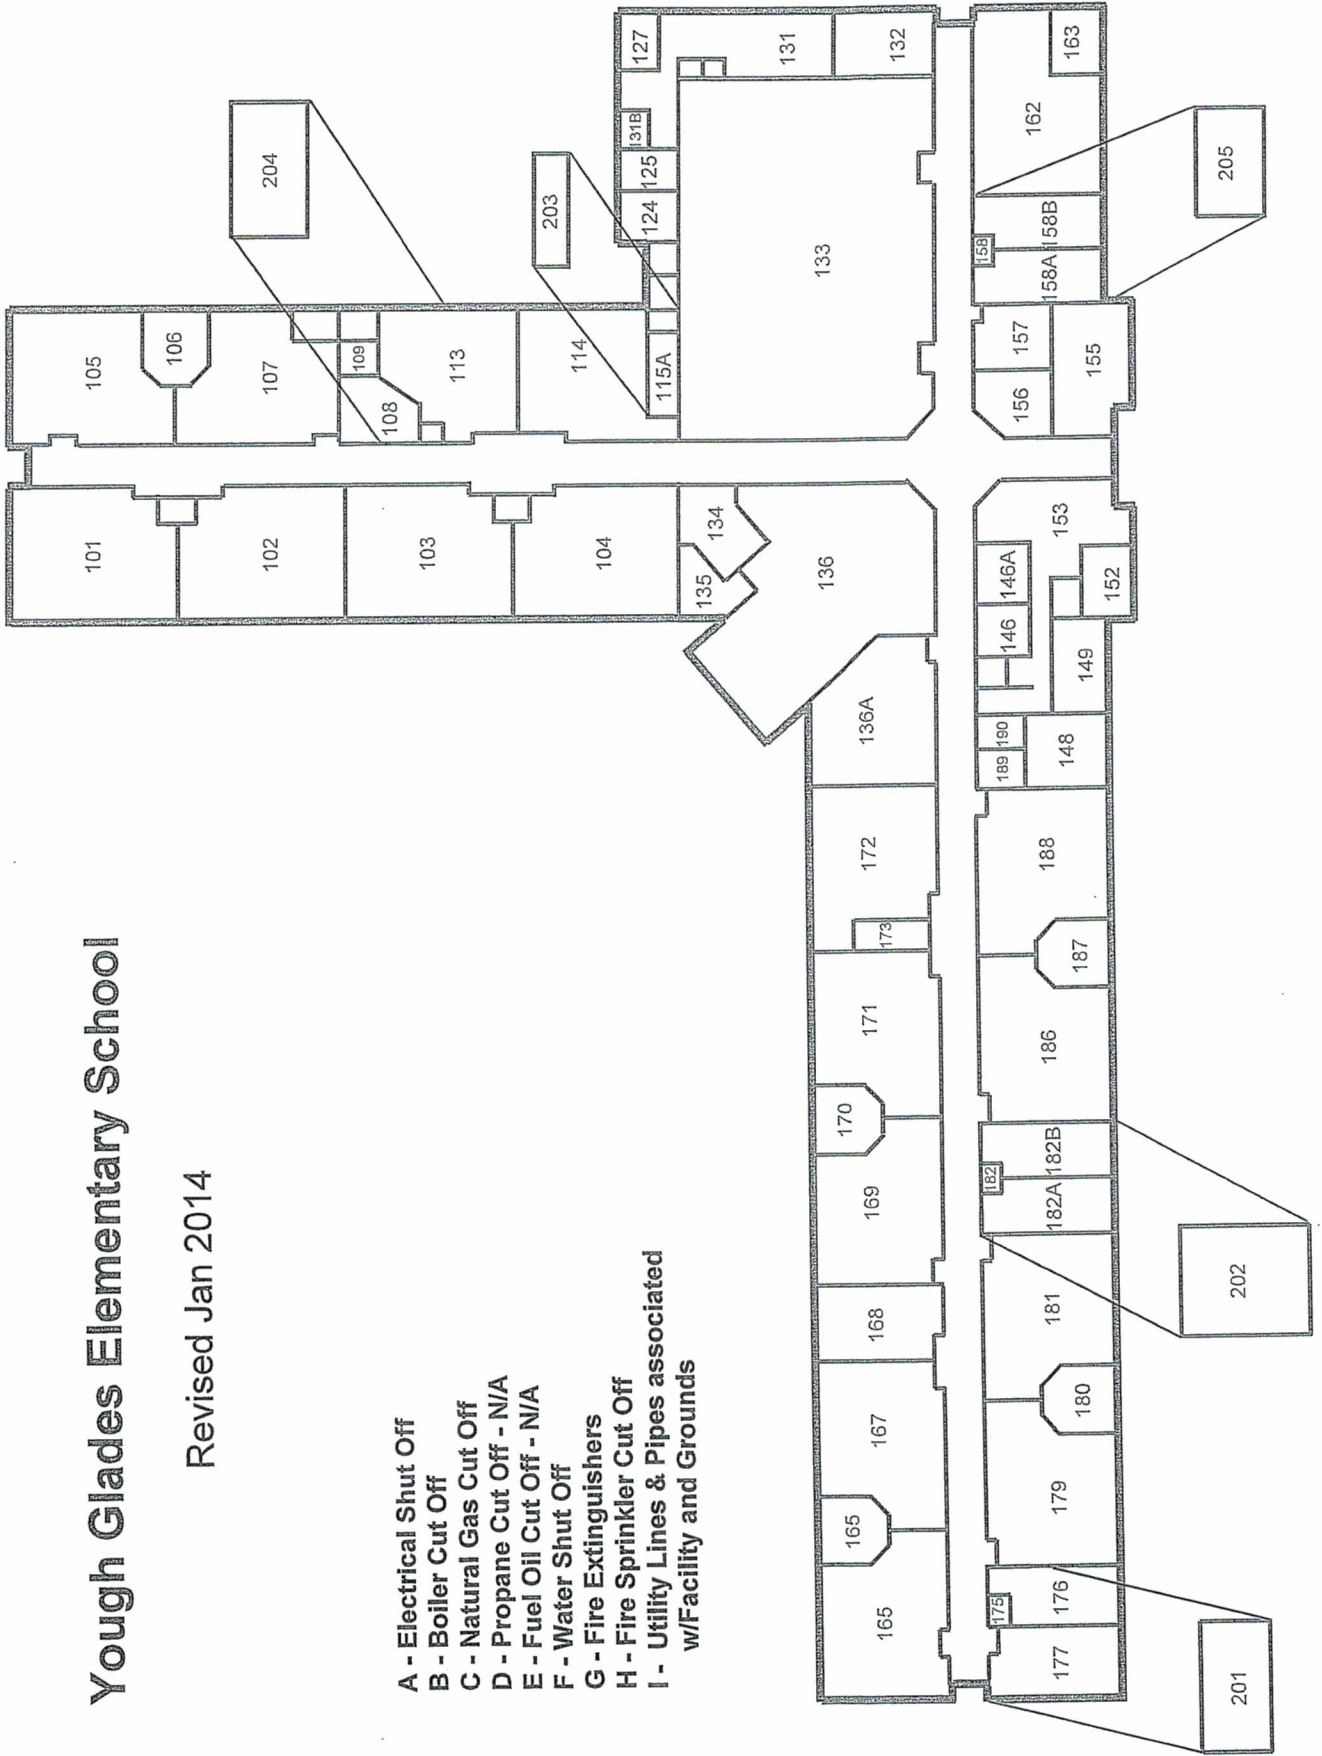 Yough Glades Elementary School
Revised Jan 2014
A - Electrical Shut Off
B - Boiler Cut Off
C - Natural Gas Cut Off
D - Propane Cut Off - N/A
E - Fuel Oil Cut Off - N/A
F - Water Shut Off
G - Fire Extinguishers
H - Fire Sprinkler Cut Off
I - Utility Lines & Pipes associated
w/Facility and Grounds
101
105
106
102
107
204
109
108
103
113
203
104
114
115A
124
125
131B
127
135
134
131
136
133
132
165
165
167
168
169
170
171
173
172
136A
177
175
176
179
180
181
182A
182
182B
186
187
188
189
190
148
146
146A
149
152
153
156
157
155
158A
158
158B
162
163
201
202
205